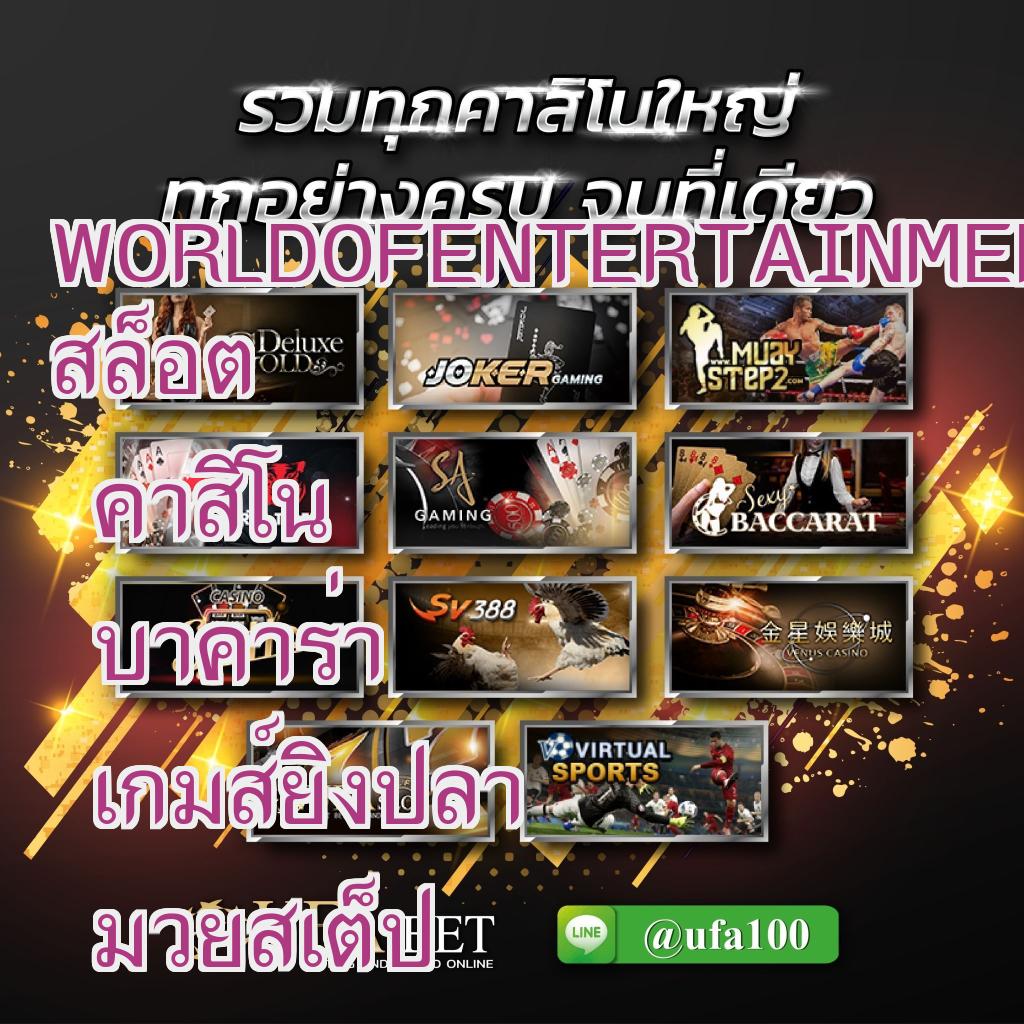 รวมทุกคาสิโนใหญ่
ทุกอย่างครบ จบที่เดียว
WORLDOFENTERTAINME
สล็อต
Deluxe
JOKER GAMING
WWW.MUAY
STEP2.COM
คาสิโน
SA
GAMING
Sexy
BACCARAT
CASINO
SV388
金星娛樂城
VENUS CASINO
บาคาร่า
VIRTUAL
SPORTS
เกมส์ยิงปลา
มวยสเต็ป
LINE
@ufa100
ONLINE